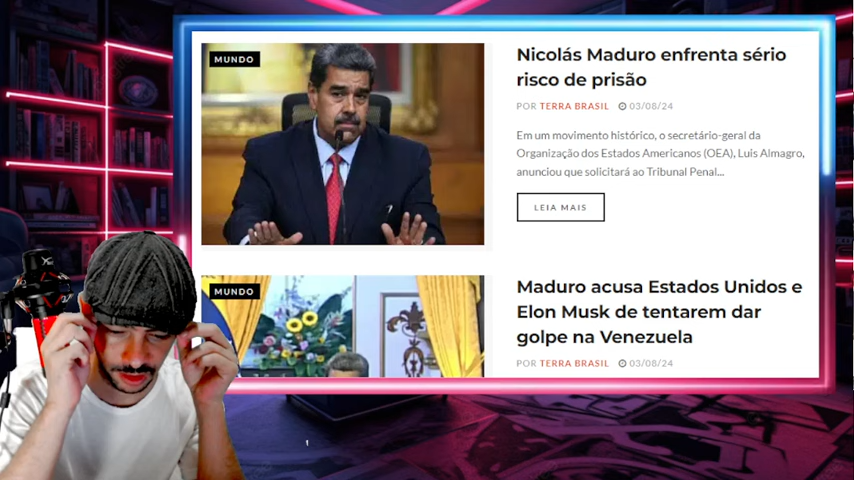 MUNDO
Nicolás Maduro enfrenta sério
risco de prisão
POR TERRA BRASIL 03/08/24
Em um movimento histórico, o secretário-geral da
Organização dos Estados Americanos (OEA), Luis Almagro,
anunciou que solicitará ao Tribunal Penal...
LEIA MAIS
MUNDO
Maduro acusa Estados Unidos e
Elon Musk de tentarem dar
golpe na Venezuela
POR TERRA BRASIL 03/08/24